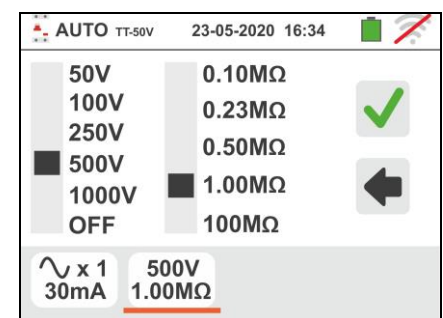 AUTO TT-50V 23-05-2020 16:34
50V
100V
250V
500V
1000V
OFF
0.10MΩ
0.23MΩ
0.50MΩ
1.00MΩ
100MΩ
x 1
30mA
500V
1.00MΩ